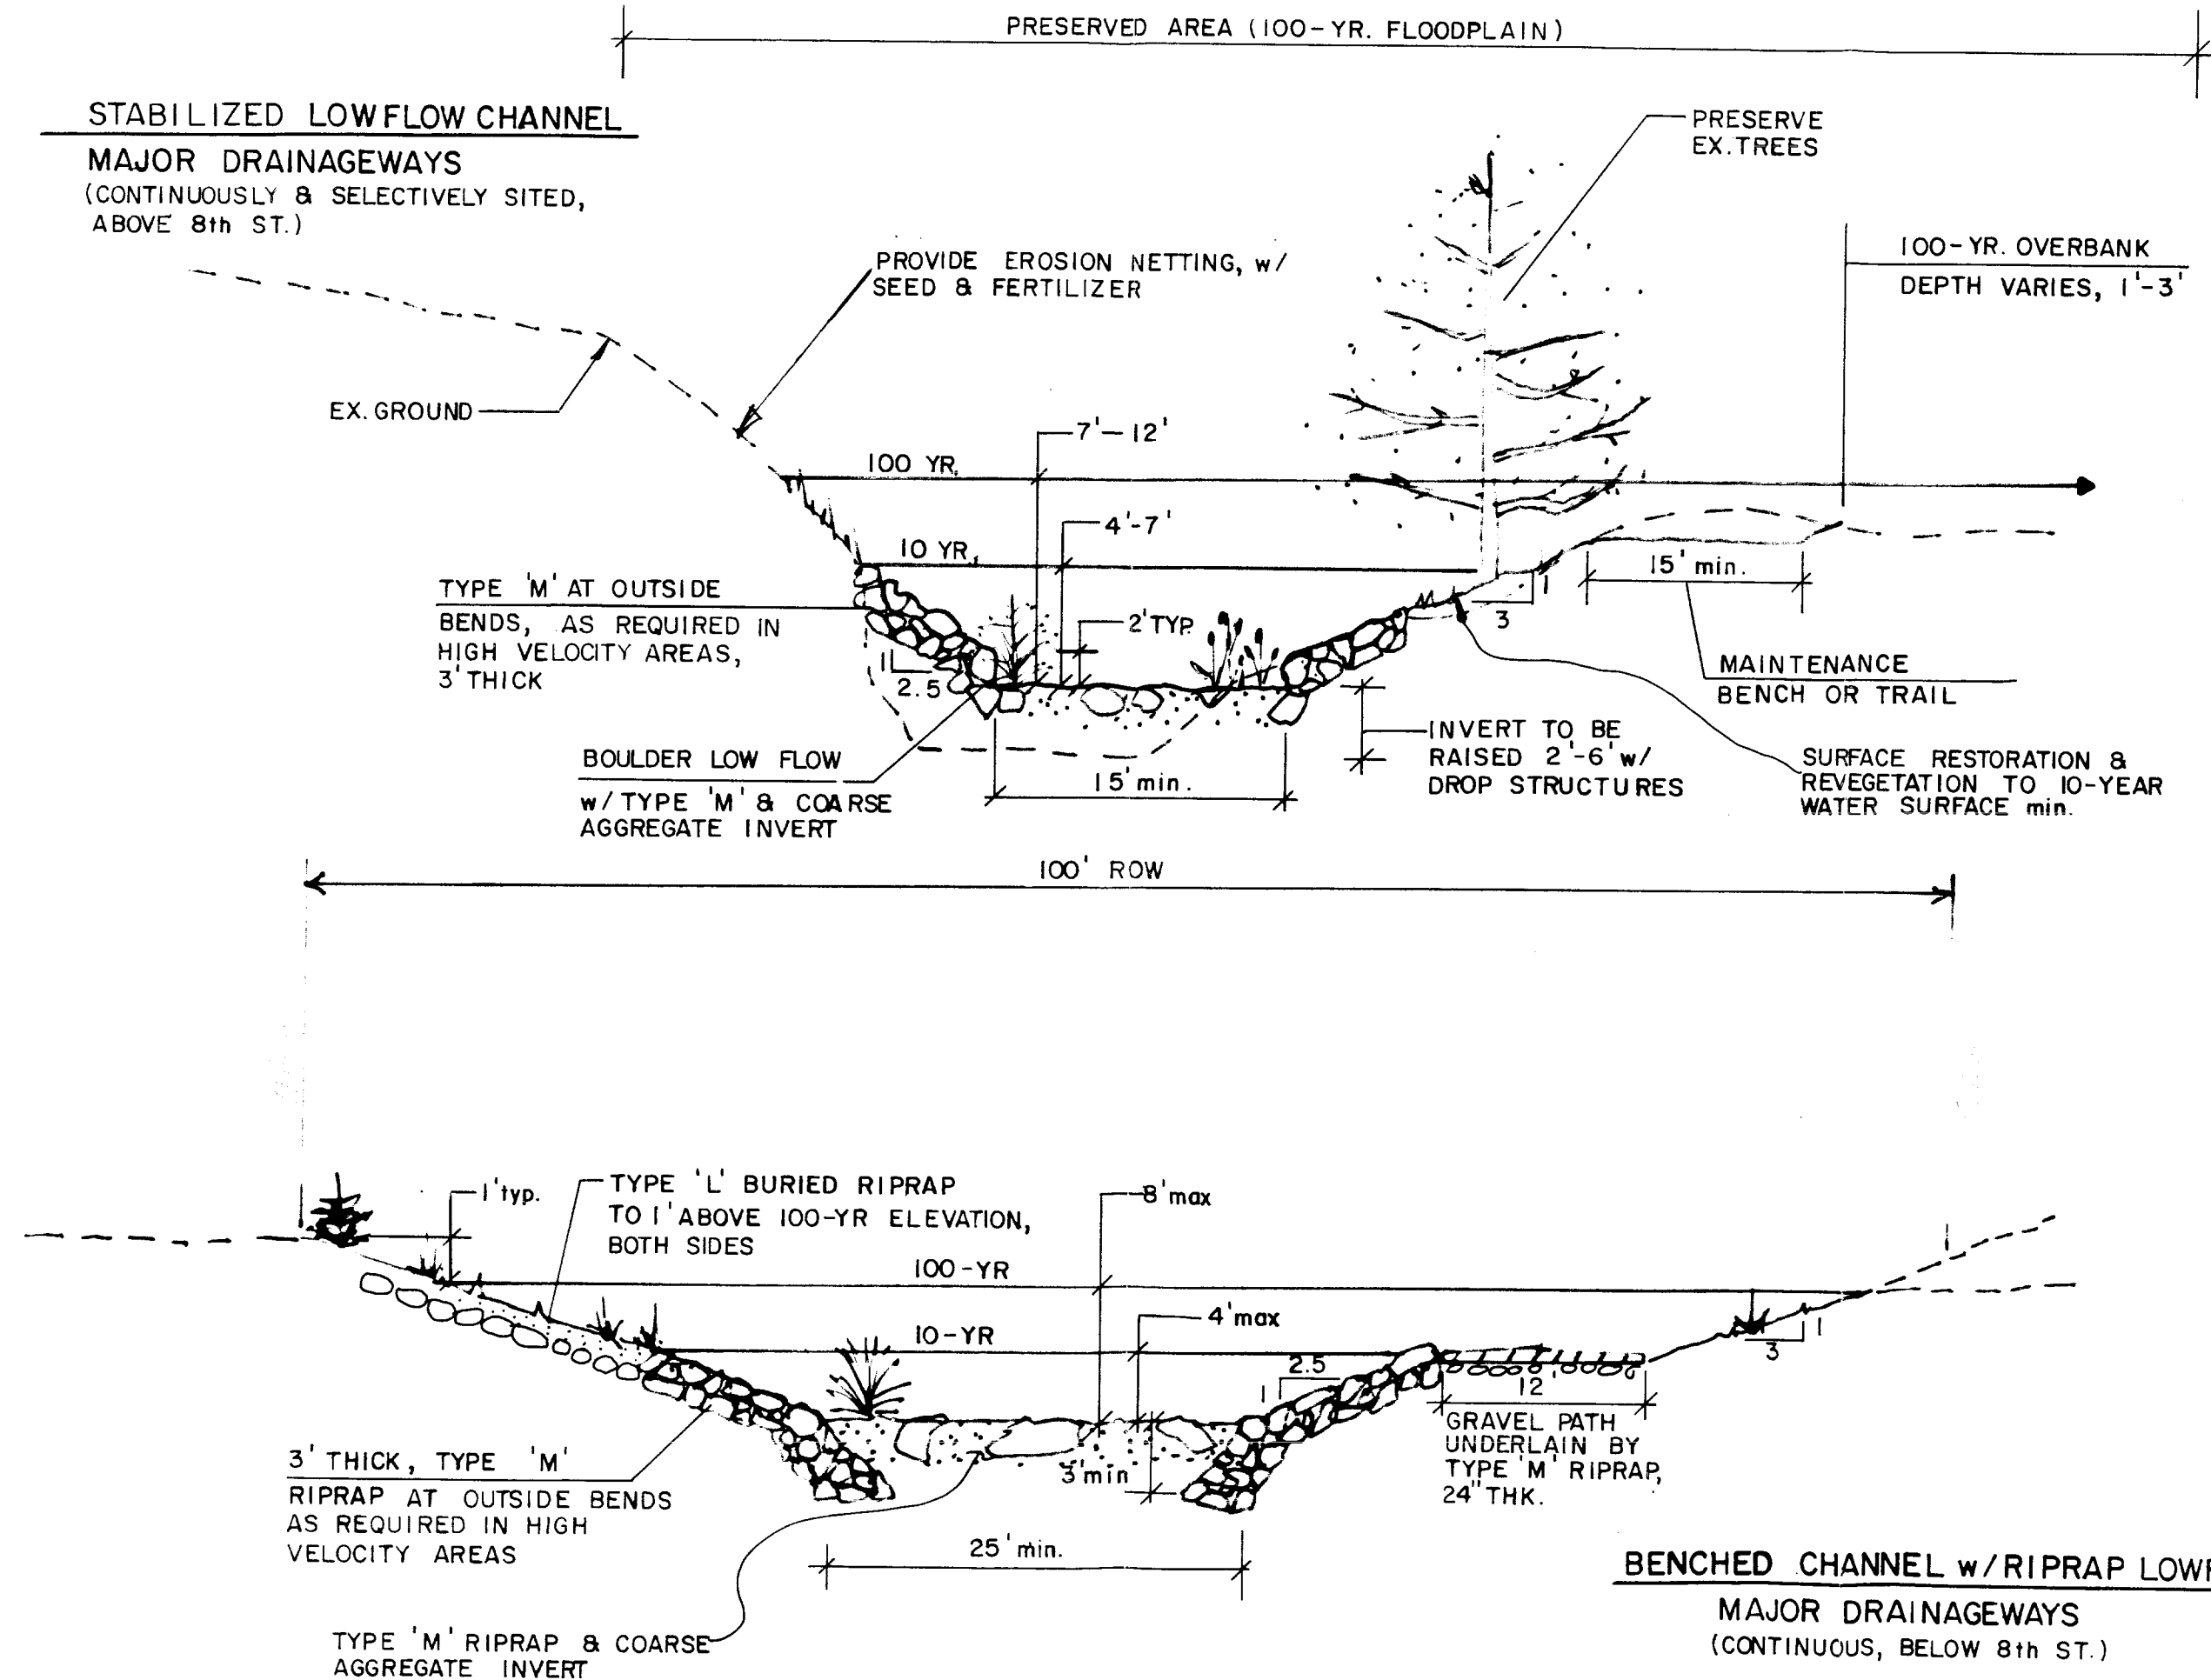 PRESERVED AREA (100-YR. FLOODPLAIN)
STABILIZED LOWFLOW CHANNEL
MAJOR DRAINAGEWAYS
(CONTINUOUSLY & SELECTIVELY SITED,
ABOVE 8th ST.)
PRESERVE
EX. TREES
PROVIDE EROSION NETTING, w/
SEED & FERTILIZER
100-YR. OVERBANK
DEPTH VARIES, 1'-3'
EX. GROUND
7'-12'
100 YR.
4'-7'
10 YR.
2' TYP.
TYPE 'M' AT OUTSIDE
BENDS, AS REQUIRED IN
HIGH VELOCITY AREAS,
3' THICK
1
2.5
1
3
15' min.
MAINTENANCE
BENCH OR TRAIL
BOULDER LOW FLOW
w/ TYPE 'M' & COARSE
AGGREGATE INVERT
15' min.
INVERT TO BE
RAISED 2'-6' w/
DROP STRUCTURES
SURFACE RESTORATION &
REVEGETATION TO 10-YEAR
WATER SURFACE min.
100' ROW
1' typ.
TYPE 'L' BURIED RIPRAP
TO 1' ABOVE 100-YR ELEVATION,
BOTH SIDES
8' max
100-YR
4' max
10-YR
2.5
1
1
3
12'
GRAVEL PATH
UNDERLAIN BY
TYPE 'M' RIPRAP,
24" THK.
3' min
3' THICK, TYPE 'M'
RIPRAP AT OUTSIDE BENDS
AS REQUIRED IN HIGH
VELOCITY AREAS
25' min.
TYPE 'M' RIPRAP & COARSE
AGGREGATE INVERT
BENCHED CHANNEL w/RIPRAP
MAJOR DRAINAGEWAYS
(CONTINUOUS, BELOW 8th ST.)